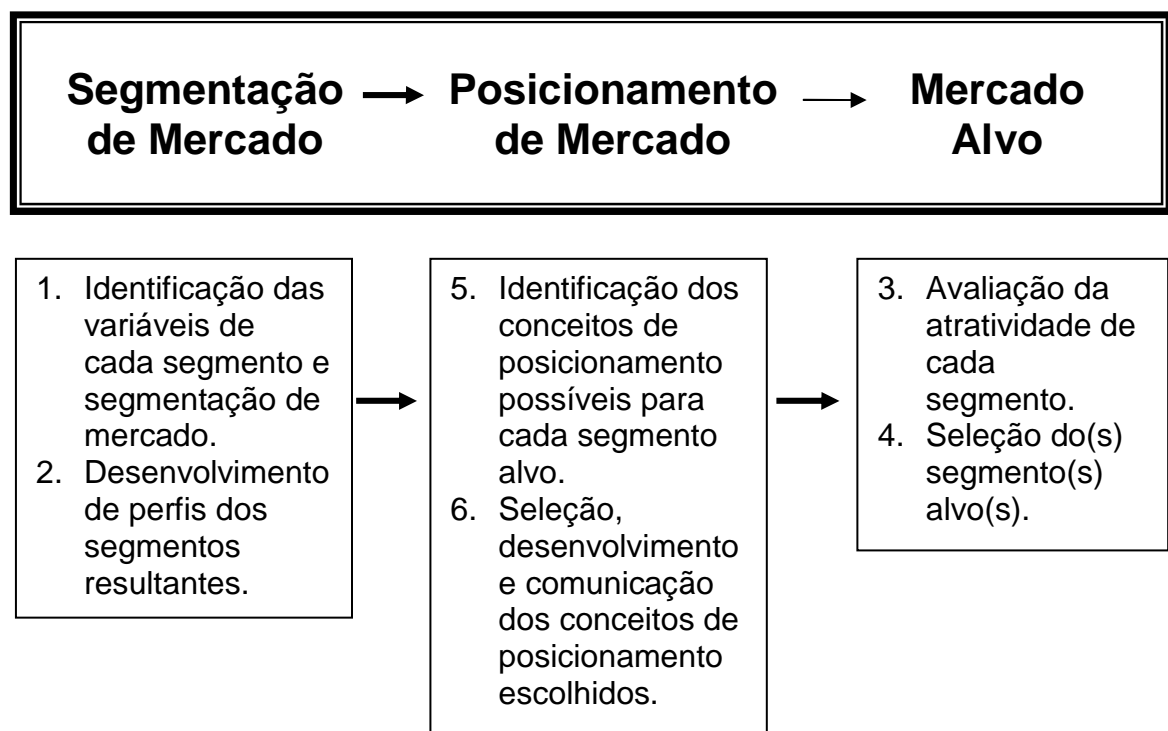 Segmentação
de Mercado
Posicionamento
de Mercado
Mercado
Alvo
1. Identificação das
variáveis de
cada segmento e
segmentação de
mercado.
2. Desenvolvimento
de perfis dos
segmentos
resultantes.
5. Identificação dos
conceitos de
posicionamento
possíveis para
cada segmento
alvo.
6. Seleção,
desenvolvimento
e comunicação
dos conceitos de
posicionamento
escolhidos.
3. Avaliação da
atratividade de
cada
segmento.
4. Seleção do(s)
segmento(s)
alvo(s).